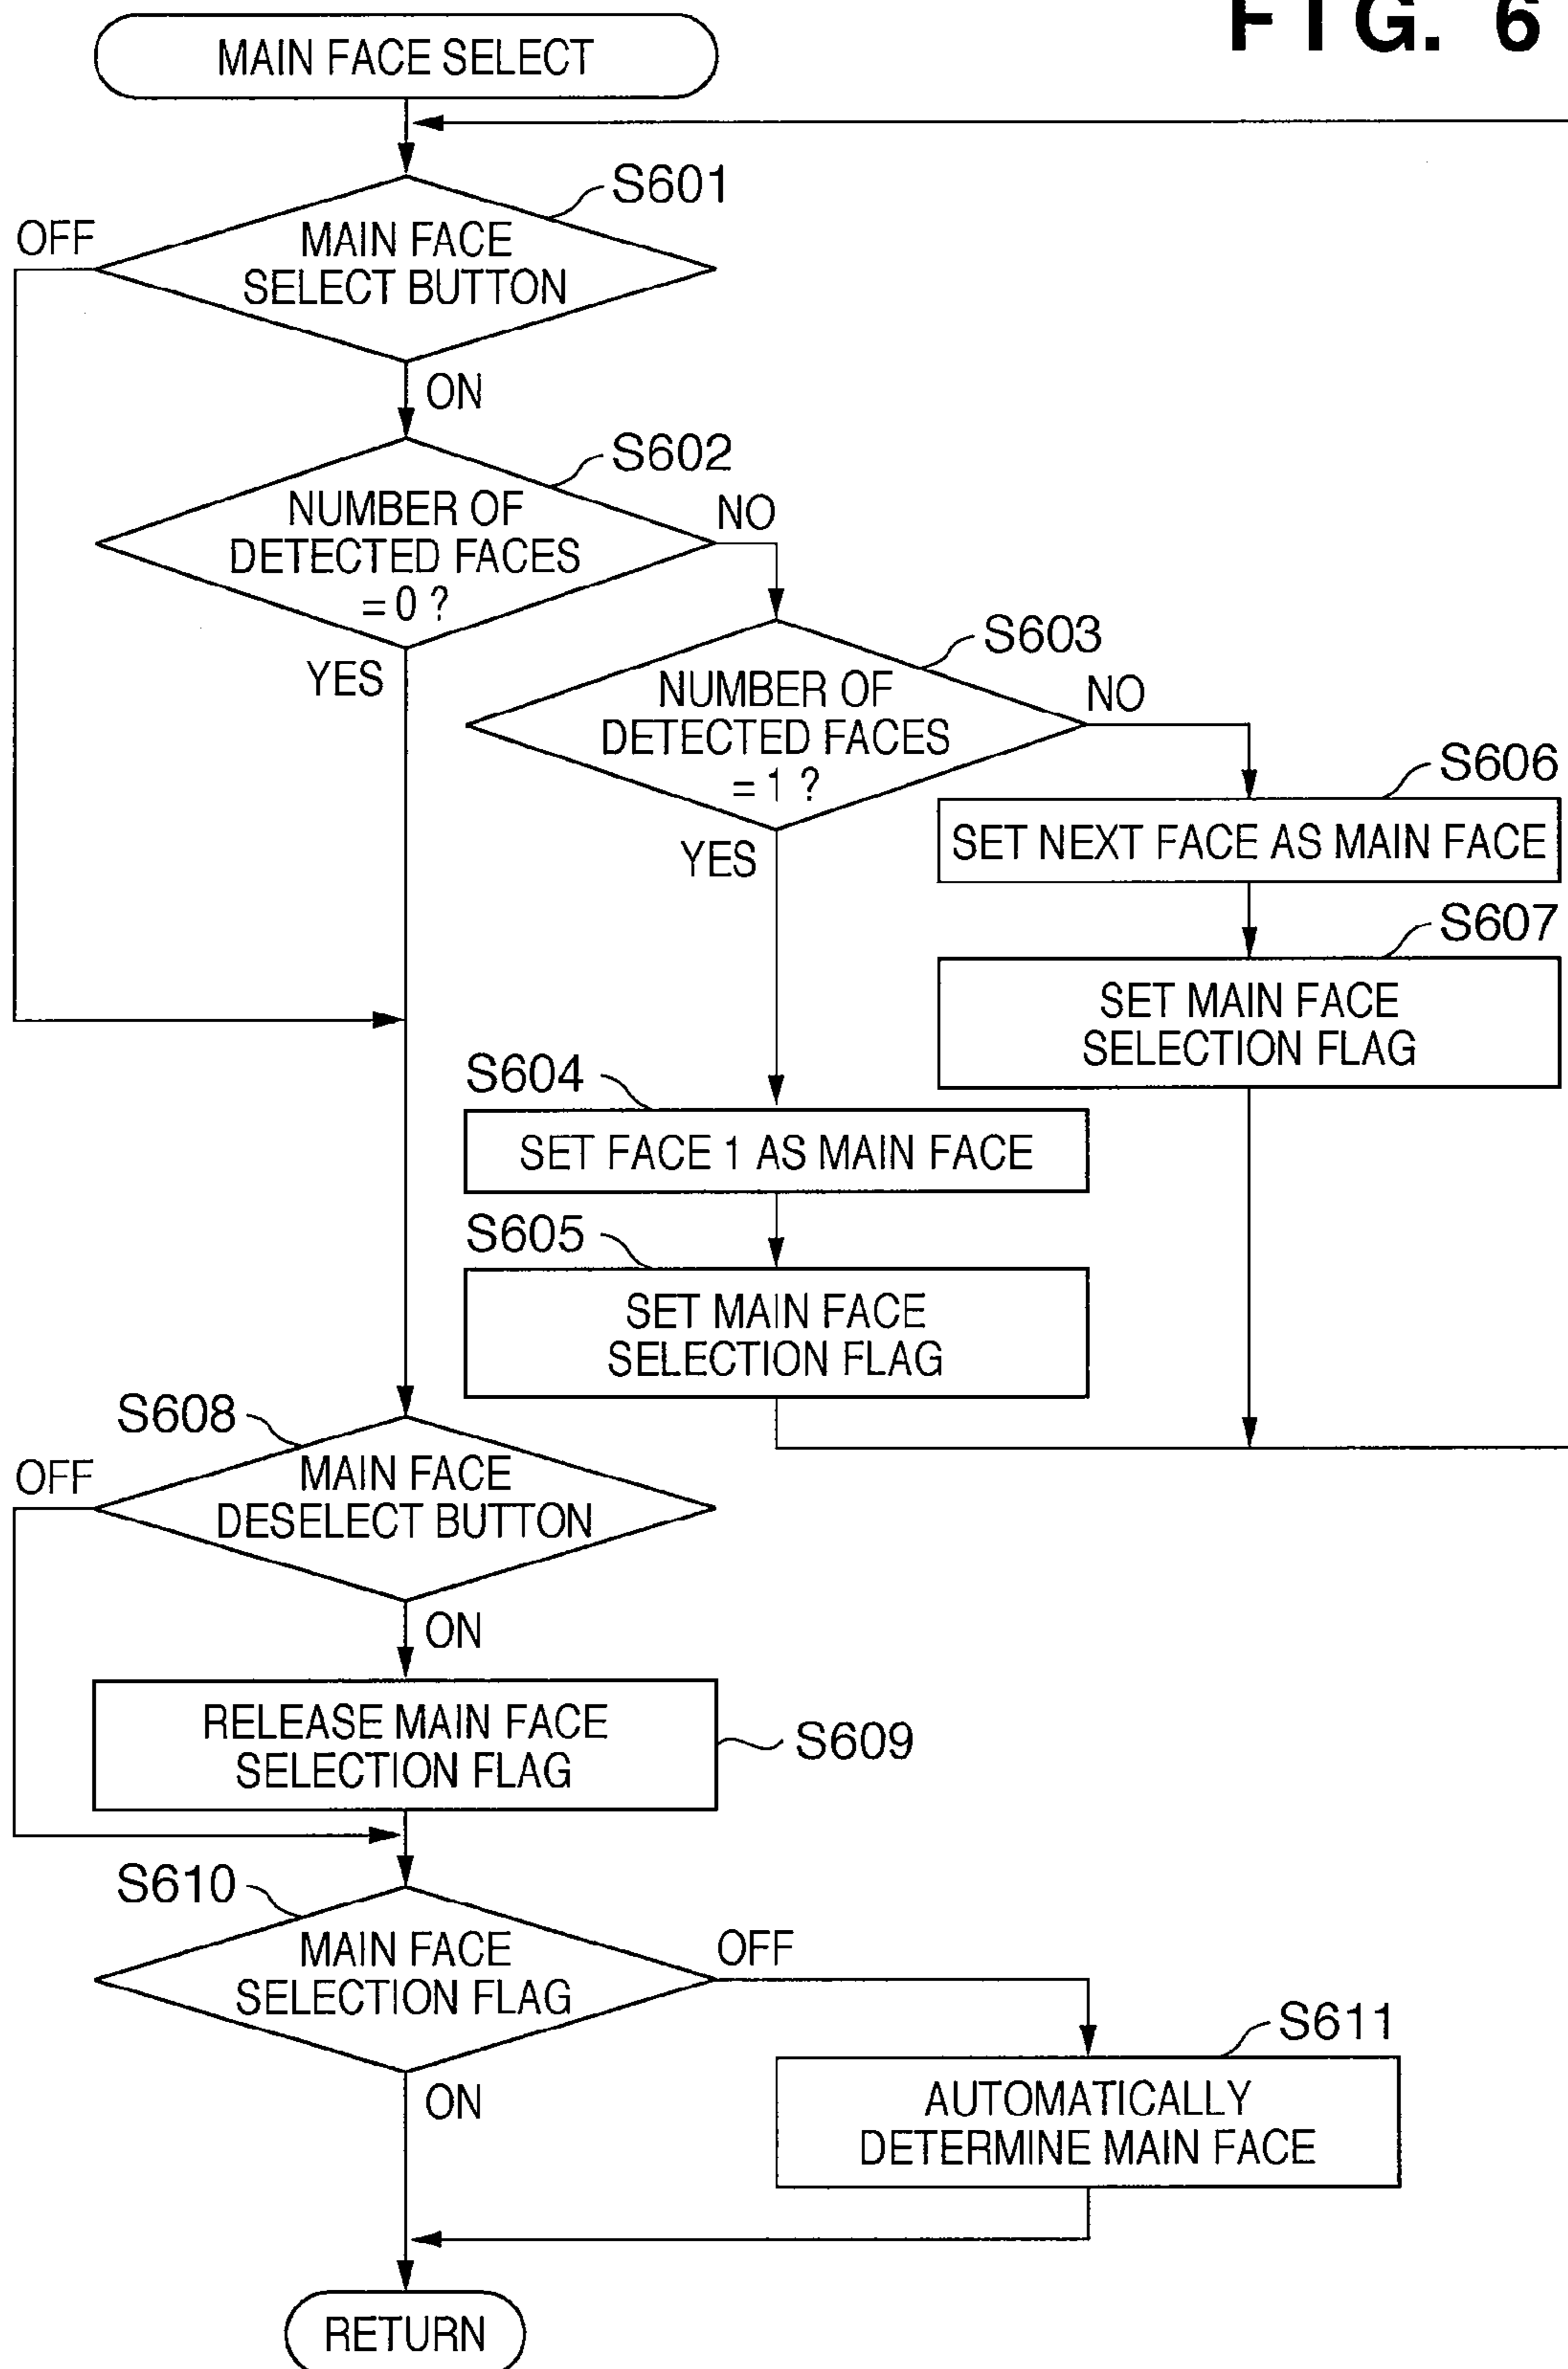 FIG. 6
MAIN FACE SELECT
S601
OFF
MAIN FACE
SELECT BUTTON
ON
S602
NUMBER OF
DETECTED FACES
= 0 ?
NO
YES
S603
NUMBER OF
DETECTED FACES
= 1 ?
NO
YES
S606
SET NEXT FACE AS MAIN FACE
S607
SET MAIN FACE
SELECTION FLAG
S604
SET FACE 1 AS MAIN FACE
S605
SET MAIN FACE
SELECTION FLAG
S608
OFF
MAIN FACE
DESELECT BUTTON
ON
RELEASE MAIN FACE
SELECTION FLAG
S609
S610
MAIN FACE
SELECTION FLAG
OFF
ON
S611
AUTOMATICALLY
DETERMINE MAIN FACE
RETURN